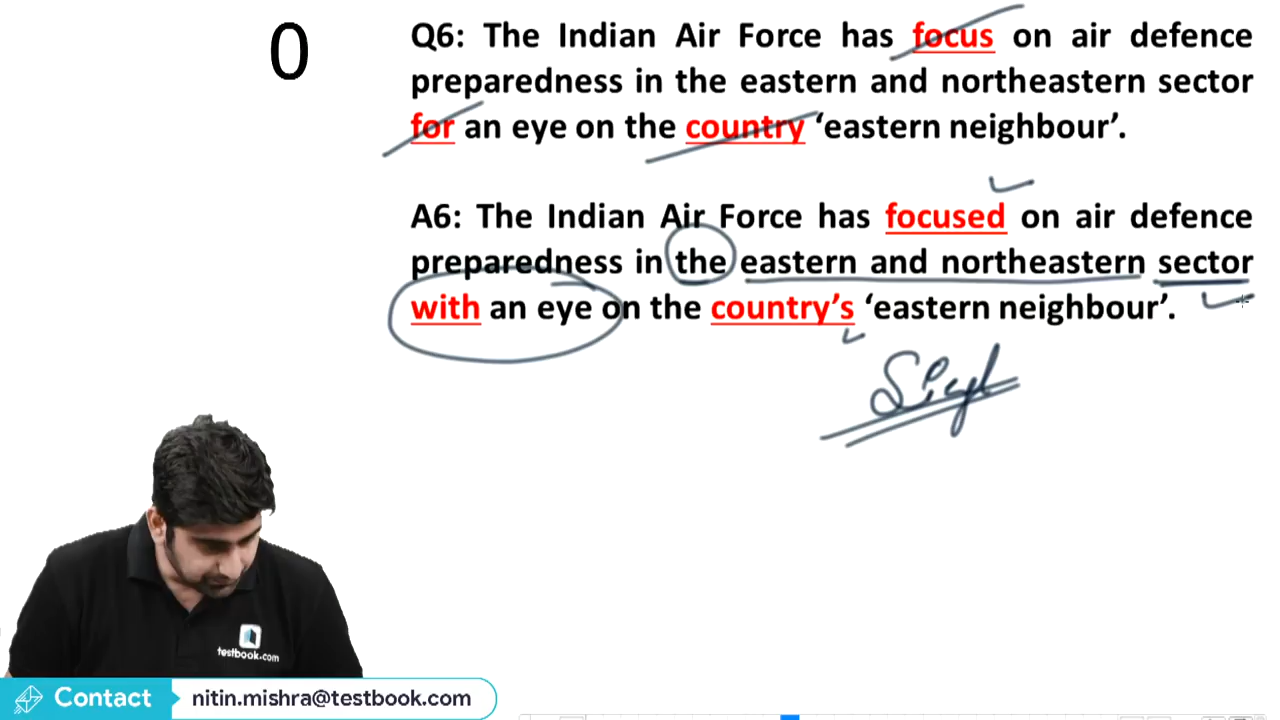 0
Q6: The Indian Air Force has focus on air defence
preparedness in the eastern and northeastern sector
for an eye on the country ‘eastern neighbour’.
A6: The Indian Air Force has focused on air defence
preparedness in the eastern and northeastern sector
with an eye on the country’s ‘eastern neighbour’.
testbook.com
Contact nitin.mishra@testbook.com